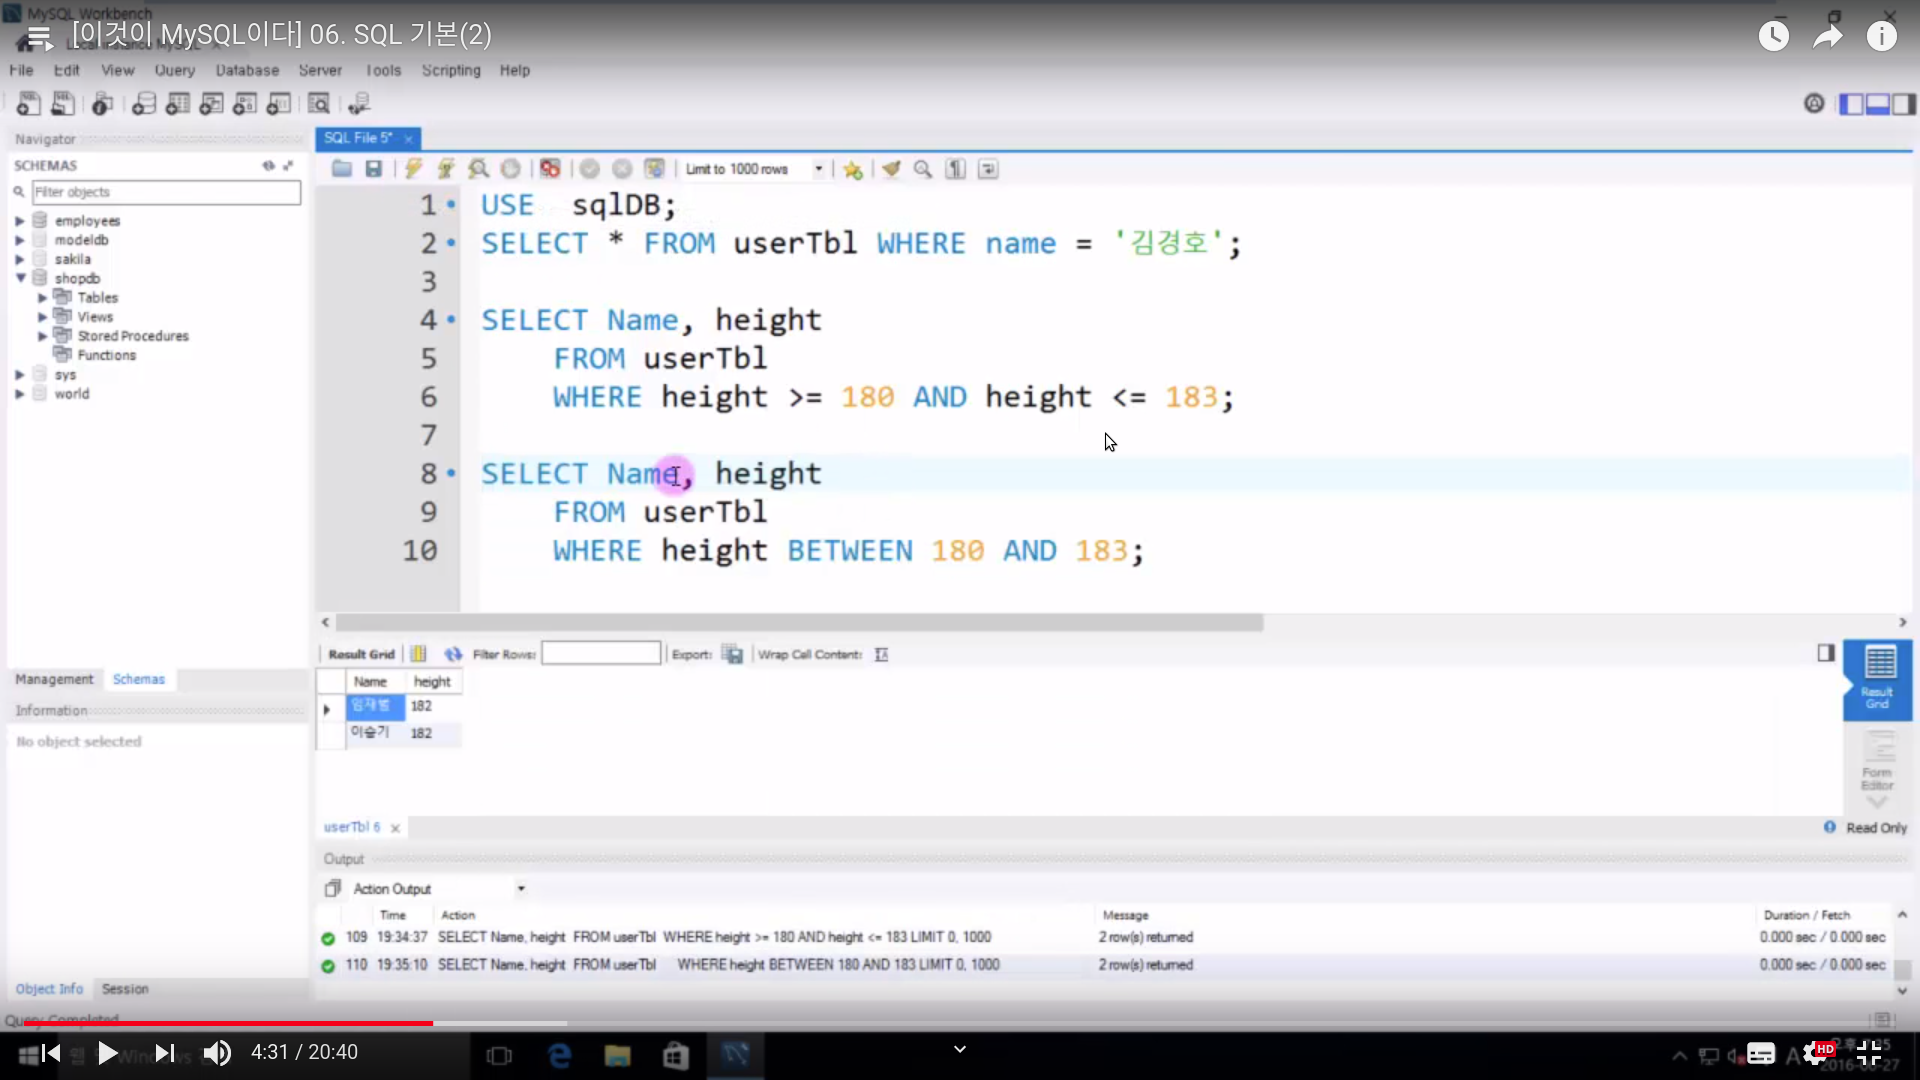 MySQL Workbench
[이것이 MySQL이다] 06. SQL 기본(2)
File Edit View Query Database Server Tools Scripting Help
Navigator
SQL File 5*
SCHEMAS
Limit to 1000 rows
Filter objects
employees
modeldb
sakila
shopdb
Tables
Views
Stored Procedures
Functions
sys
world
1 USE sqlDB;
2 SELECT * FROM userTbl WHERE name = '김경호';
3
4 SELECT Name, height
5 FROM userTbl
6 WHERE height >= 180 AND height <= 183;
7
8 SELECT Name, height
9 FROM userTbl
10 WHERE height BETWEEN 180 AND 183;
Result Grid Filter Rows: Export: Wrap Cell Content:
Name height
임재범 182
이승기 182
Result Grid
Form Editor
Management Schemas
Information
No object selected
userTbl 6
Read Only
Output
Action Output
Time Action Message Duration / Fetch
109 19:34:37 SELECT Name, height FROM userTbl WHERE height >= 180 AND height <= 183 LIMIT 0, 1000 2 row(s) returned 0.000 sec / 0.000 sec
110 19:35:10 SELECT Name, height FROM userTbl WHERE height BETWEEN 180 AND 183 LIMIT 0, 1000 2 row(s) returned 0.000 sec / 0.000 sec
Object Info Session
Query Completed
4:31 / 20:40
HD